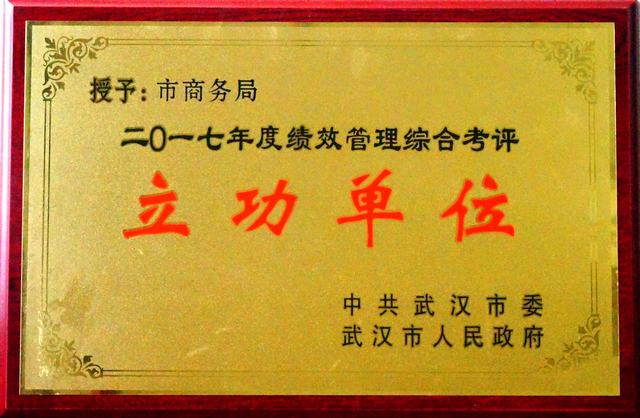 授予：市商务局
二〇一七年度绩效管理综合考评
立功单位
中共武汉市委
武汉市人民政府